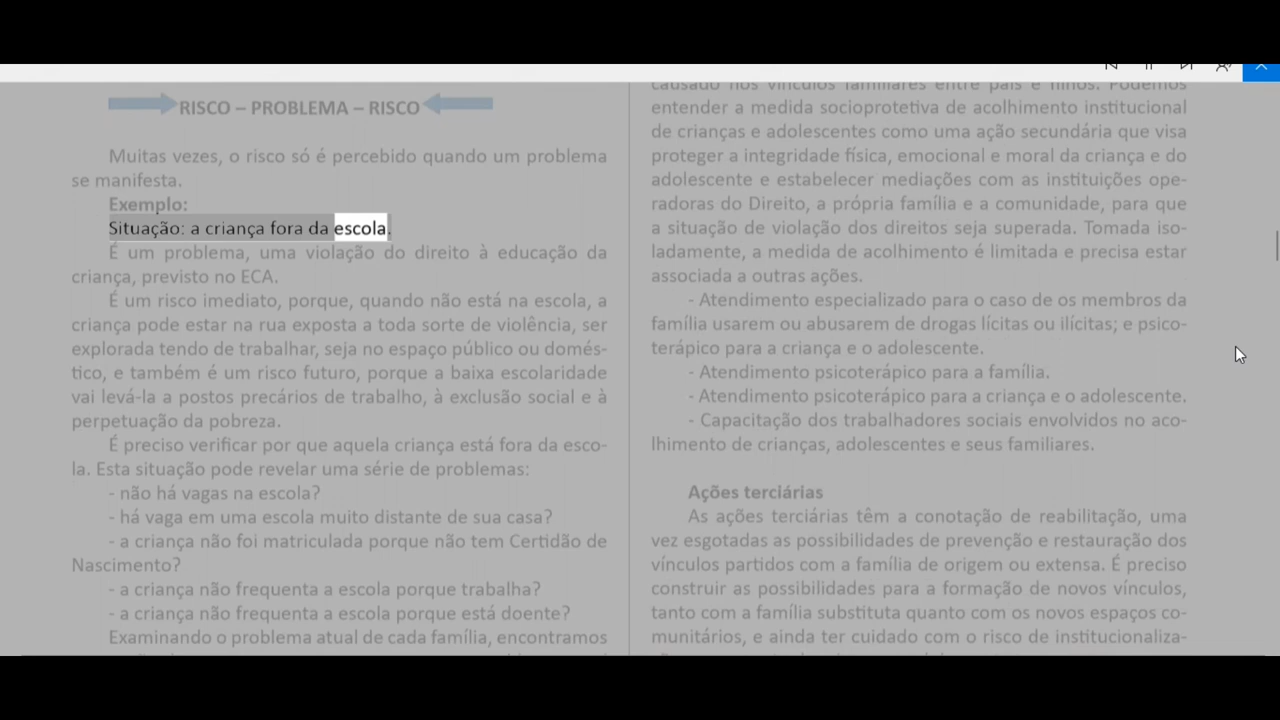 RISCO – PROBLEMA – RISCO
Muitas vezes, o risco só é percebido quando um problema
se manifesta.
Exemplo:
Situação: a criança fora da escola.
É um problema, uma violação do direito à educação da
criança, previsto no ECA.
É um risco imediato, porque, quando não está na escola, a
criança pode estar na rua exposta a toda sorte de violência, ser
explorada tendo de trabalhar, seja no espaço público ou domés-
tico, e também é um risco futuro, porque a baixa escolaridade
vai levá-la a postos precários de trabalho, à exclusão social e à
perpetuação da pobreza.
É preciso verificar por que aquela criança está fora da esco-
la. Esta situação pode revelar uma série de problemas:
- não há vagas na escola?
- há vaga em uma escola muito distante de sua casa?
- a criança não foi matriculada porque não tem Certidão de
Nascimento?
- a criança não frequenta a escola porque trabalha?
- a criança não frequenta a escola porque está doente?
Examinando o problema atual de cada família, encontramos
causado nos vínculos familiares entre pais e filhos. Podemos
entender a medida socioprotetiva de acolhimento institucional
de crianças e adolescentes como uma ação secundária que visa
proteger a integridade física, emocional e moral da criança e do
adolescente e estabelecer mediações com as instituições ope-
radoras do Direito, a própria família e a comunidade, para que
a situação de violação dos direitos seja superada. Tomada iso-
ladamente, a medida de acolhimento é limitada e precisa estar
associada a outras ações.
- Atendimento especializado para o caso de os membros da
família usarem ou abusarem de drogas lícitas ou ilícitas; e psico-
terápico para a criança e o adolescente.
- Atendimento psicoterápico para a família.
- Atendimento psicoterápico para a criança e o adolescente.
- Capacitação dos trabalhadores sociais envolvidos no aco-
lhimento de crianças, adolescentes e seus familiares.
Ações terciárias
As ações terciárias têm a conotação de reabilitação, uma
vez esgotadas as possibilidades de prevenção e restauração dos
vínculos partidos com a família de origem ou extensa. É preciso
construir as possibilidades para a formação de novos vínculos,
tanto com a família substituta quanto com os novos espaços co-
munitários, e ainda ter cuidado com o risco de institucionaliza-